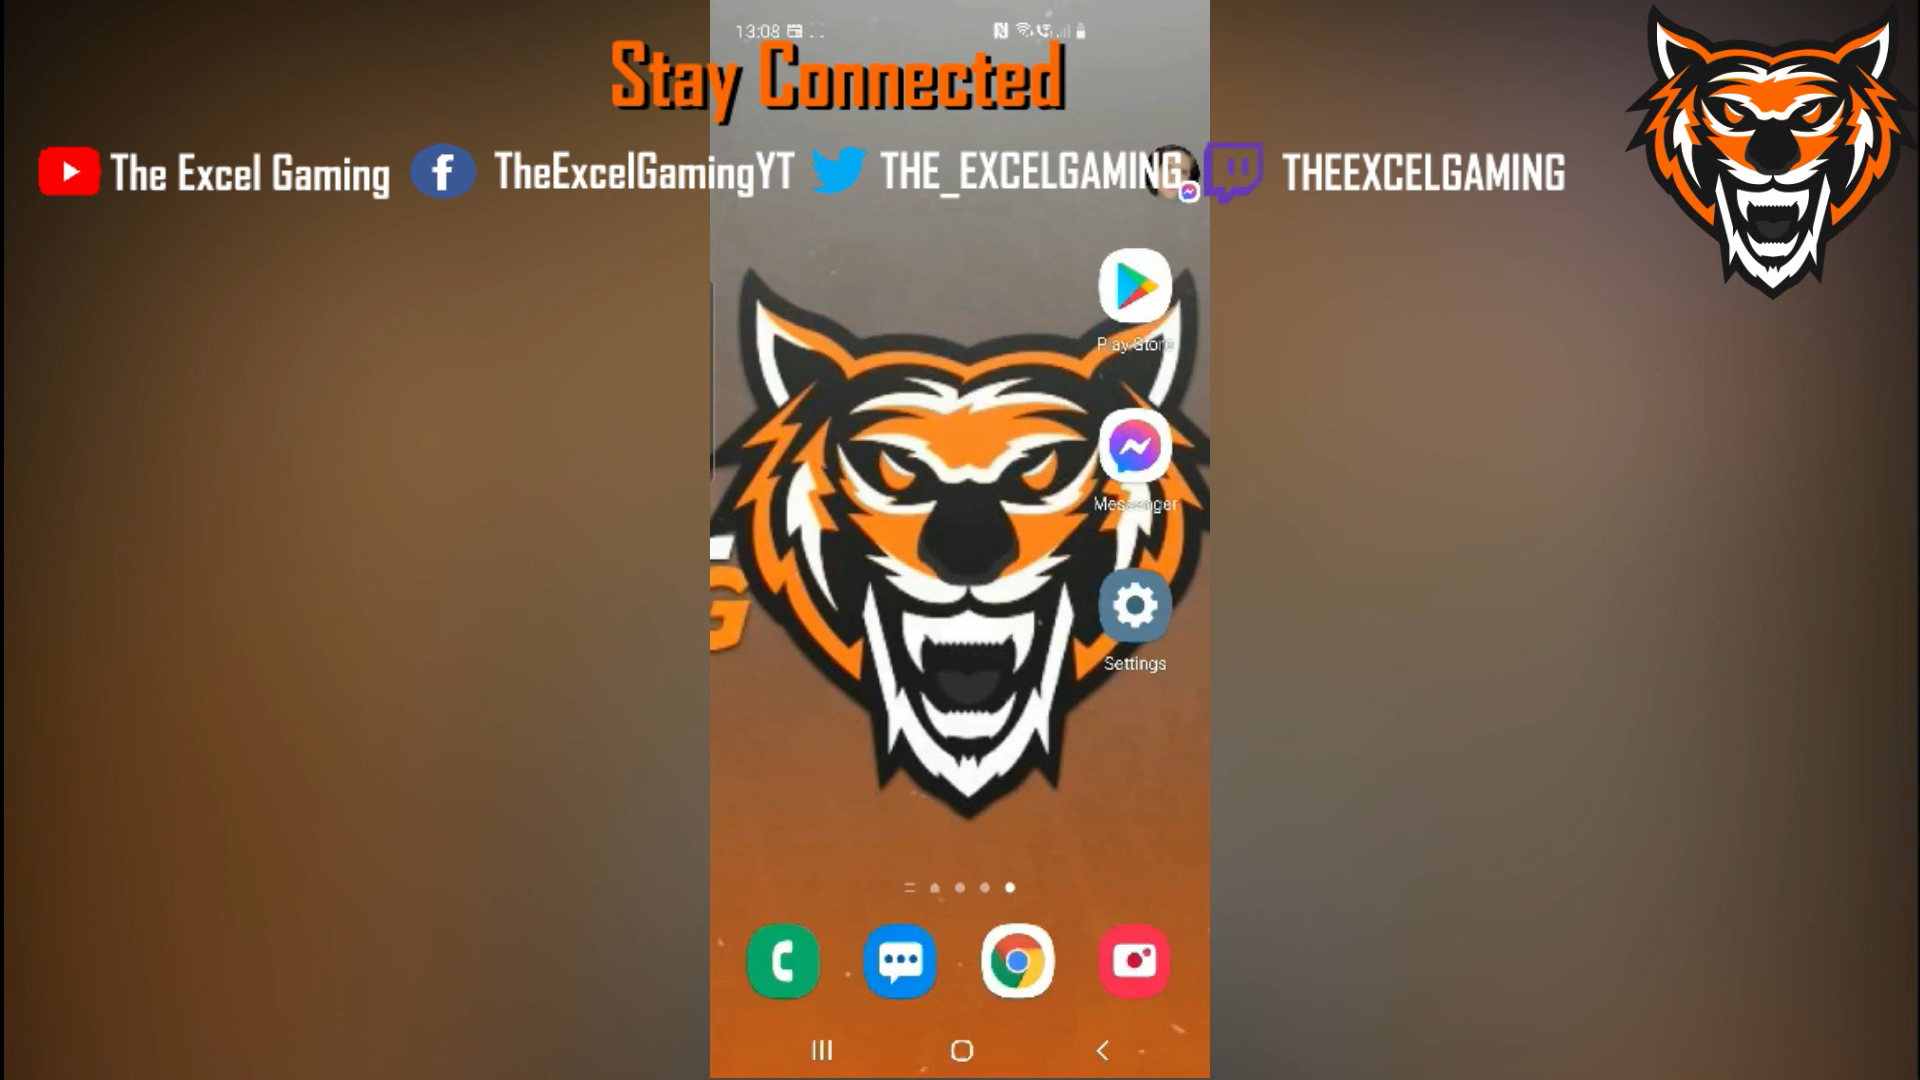 13:08
Stay Connected
The Excel Gaming TheExcelGamingYT THE_EXCELGAMING THEEXCELGAMING
Play Store
Messenger
G
Settings